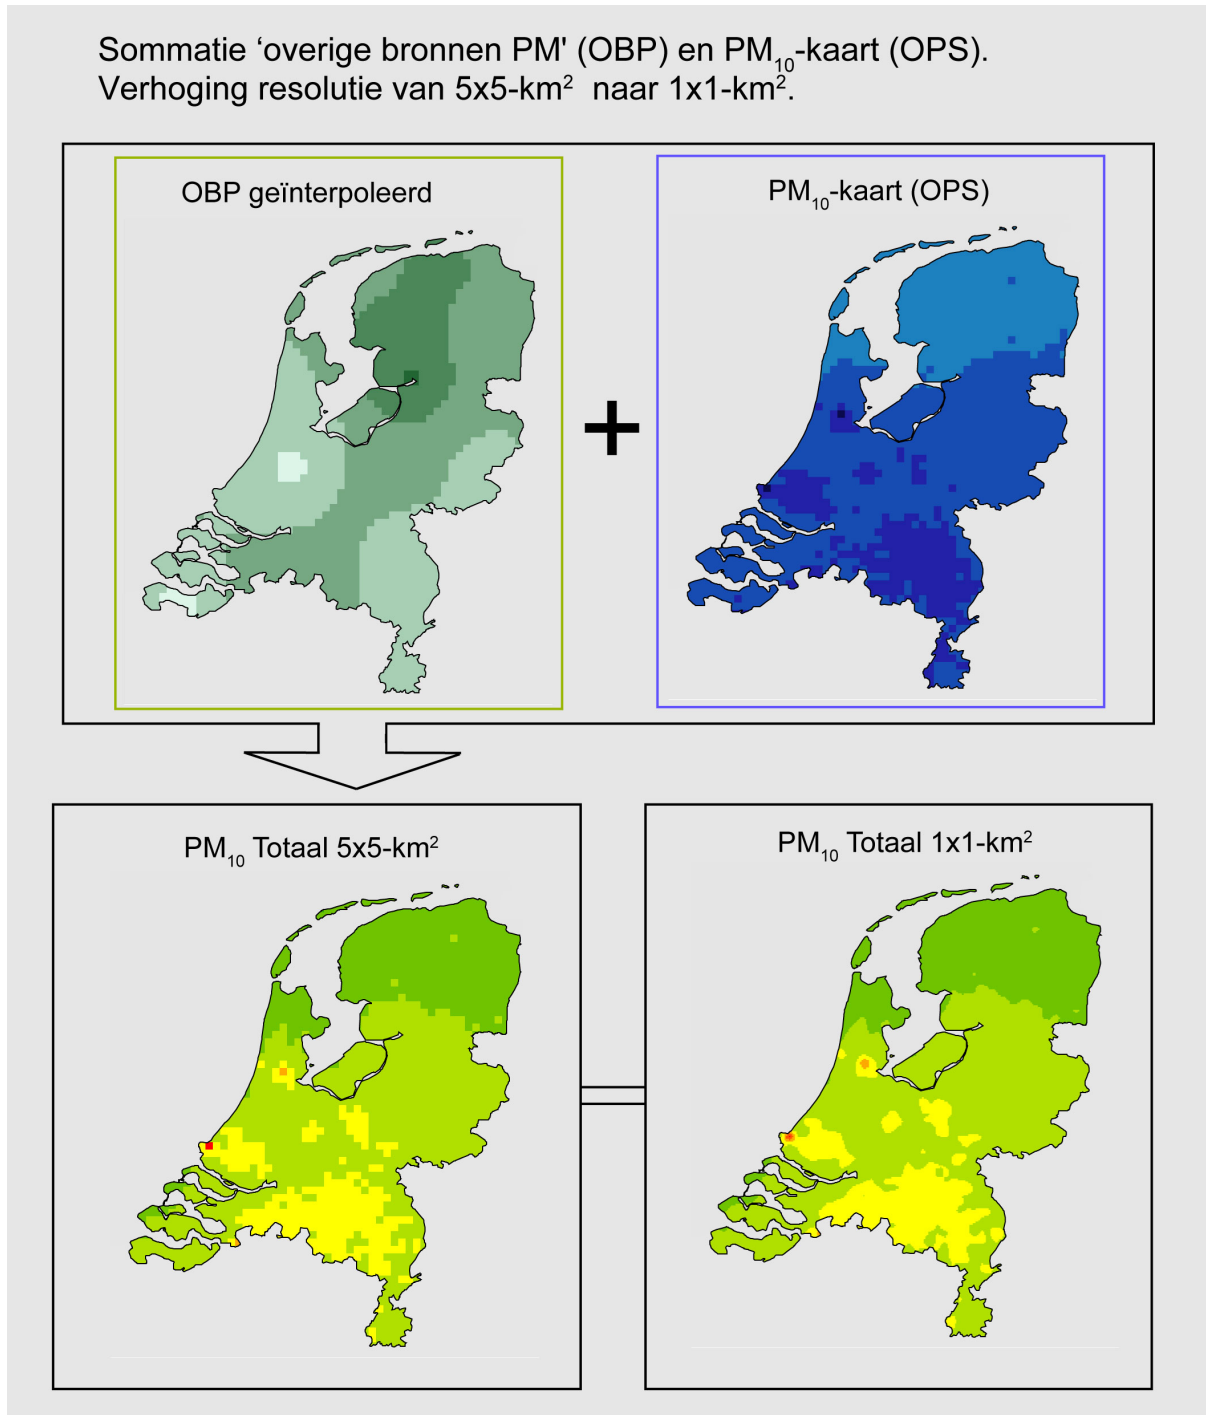 Sommatie ‘overige bronnen PM' (OBP) en PM₁₀-kaart (OPS).
Verhoging resolutie van 5x5-km² naar 1x1-km².
OBP geïnterpoleerd
PM₁₀-kaart (OPS)
+
PM₁₀ Totaal 5x5-km²
PM₁₀ Totaal 1x1-km²